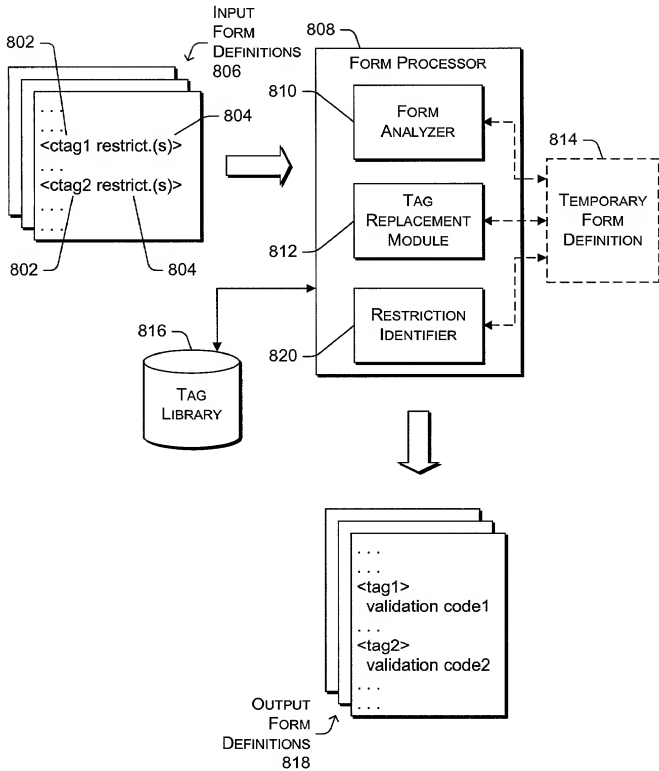 INPUT
FORM
DEFINITIONS
806
802
804
. . .
. . .
<ctag1 restrict.(s)>
. . .
<ctag2 restrict.(s)>
. . .
. . .
802
804
808
FORM PROCESSOR
810
FORM
ANALYZER
812
TAG
REPLACEMENT
MODULE
820
RESTRICTION
IDENTIFIER
814
TEMPORARY
FORM
DEFINITION
816
TAG
LIBRARY
. . .
. . .
<tag1>
validation code1
. . .
<tag2>
validation code2
. . .
. . .
OUTPUT
FORM
DEFINITIONS
818